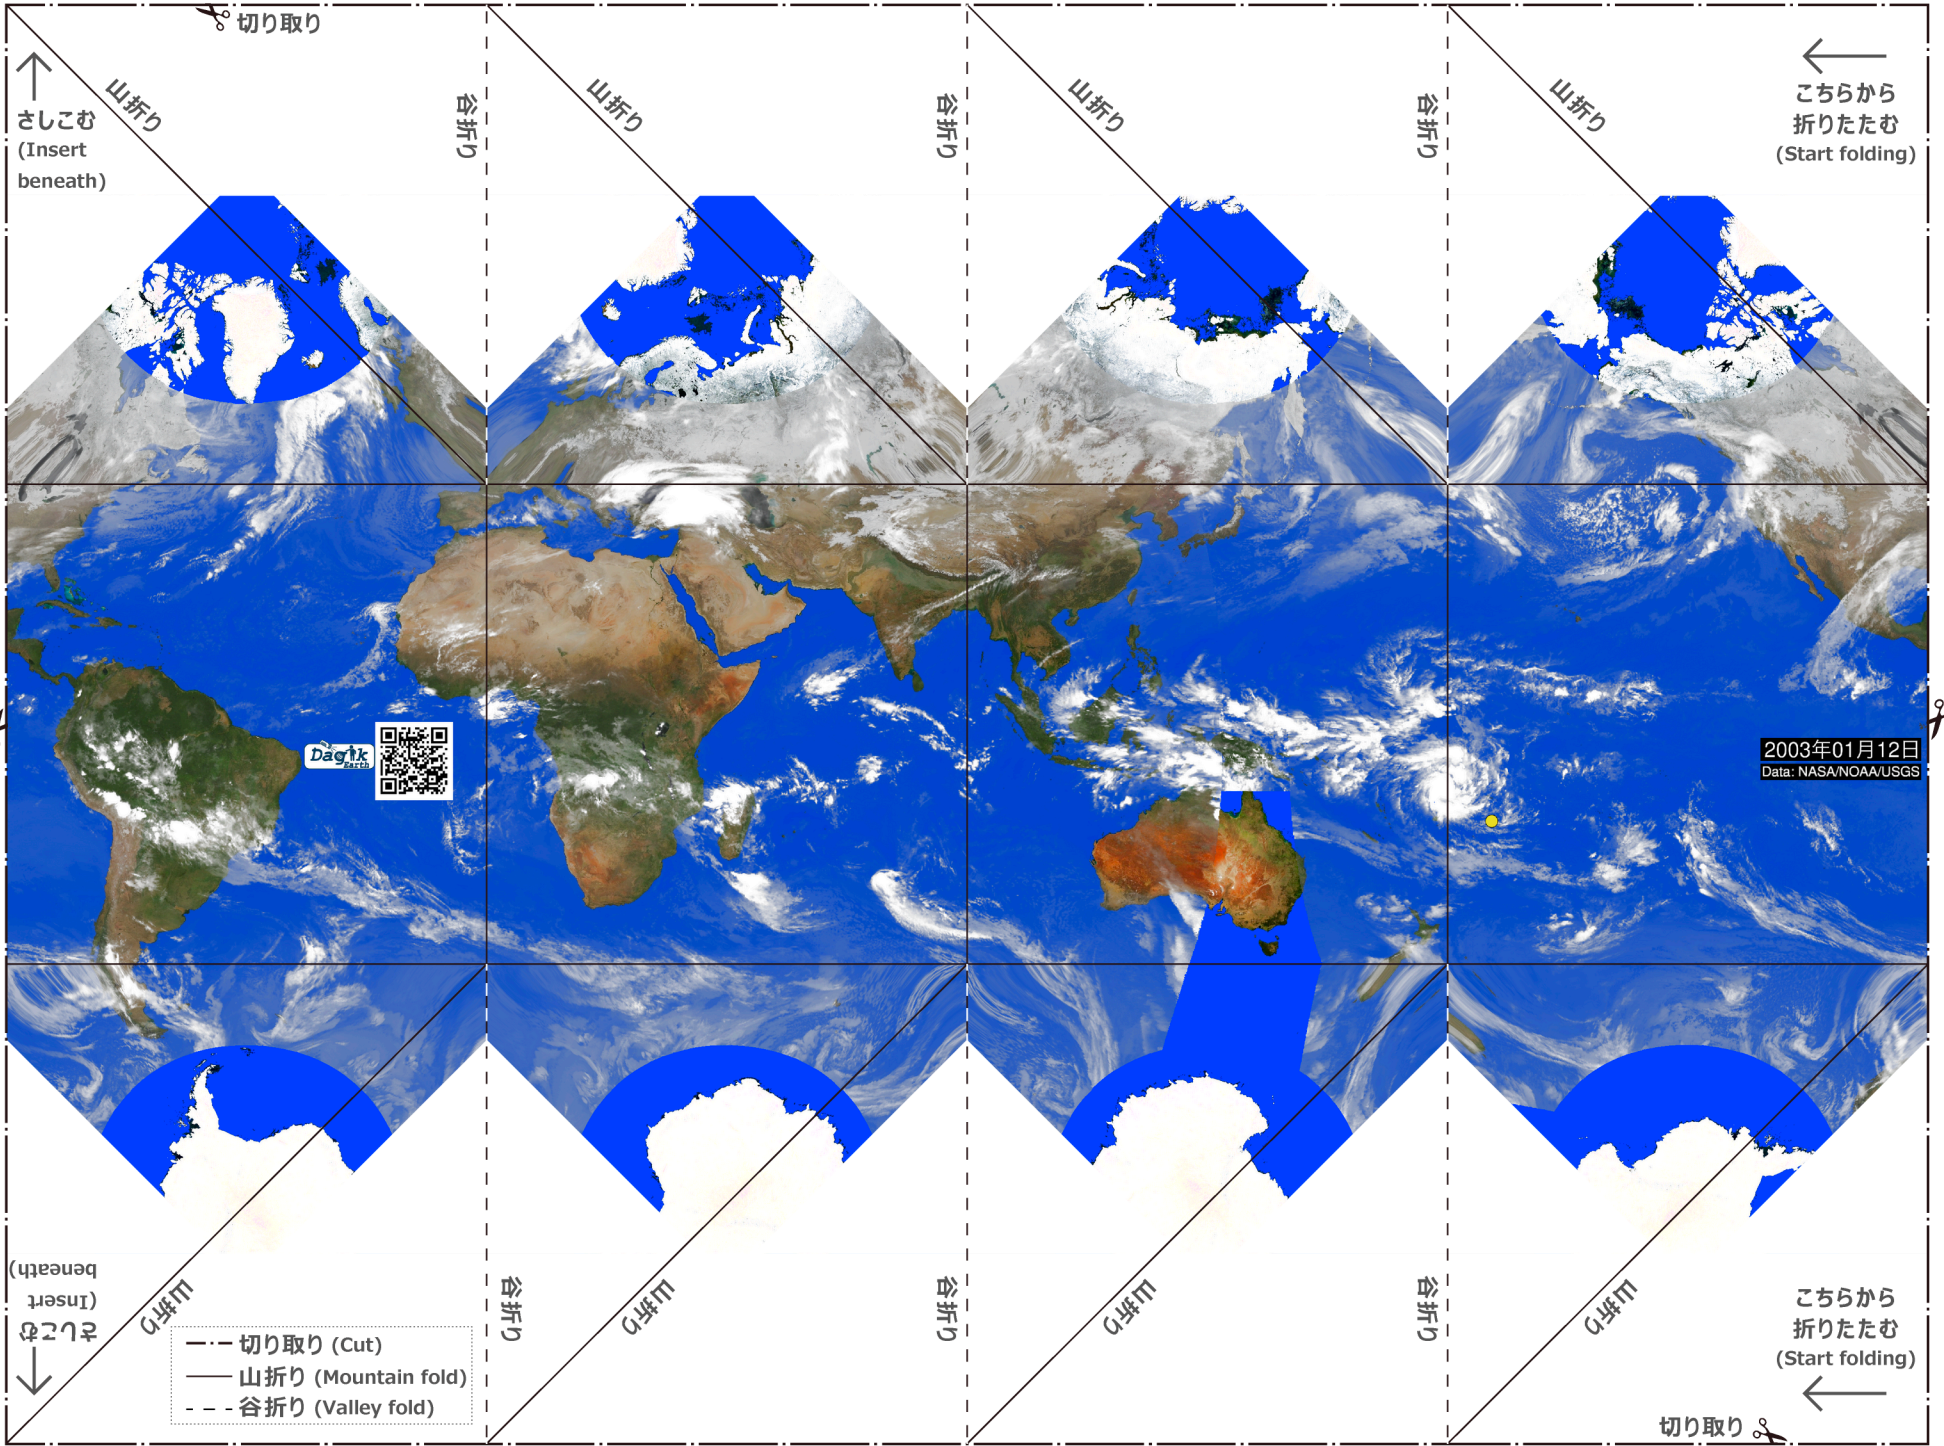 切り取り
山折り
谷折り
山折り
谷折り
山折り
谷折り
山折り
さしこむ
(Insert
beneath)
こちらから
折りたたむ
(Start folding)
Dagik
Earth
2003年01月12日
Data: NASA/NOAA/USGS
さしこむ
(Insert
beneath)
山折り
谷折り
山折り
谷折り
山折り
谷折り
山折り
こちらから
折りたたむ
(Start folding)
切り取り (Cut)
山折り (Mountain fold)
谷折り (Valley fold)
切り取り